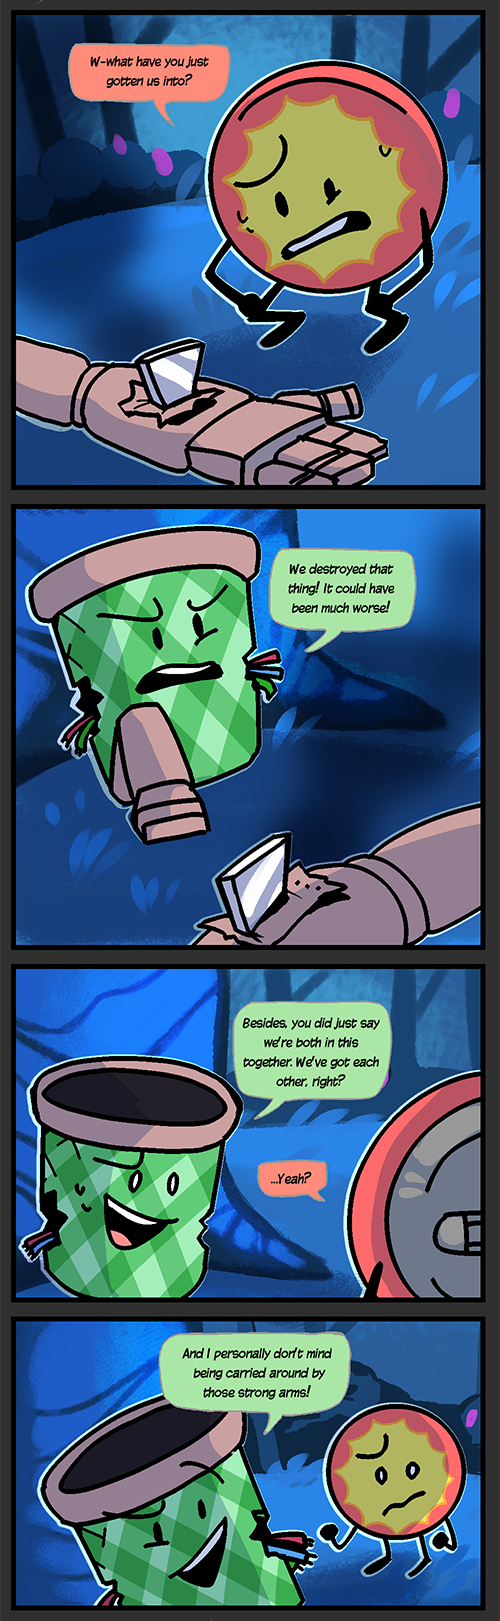 W-what have you just
gotten us into?
We destroyed that
thing! It could have
been much worse!
Besides, you did just say
we're both in this
together. We've got each
other, right?
...Yeah?
And I personally don't mind
being carried around by
those strong arms!